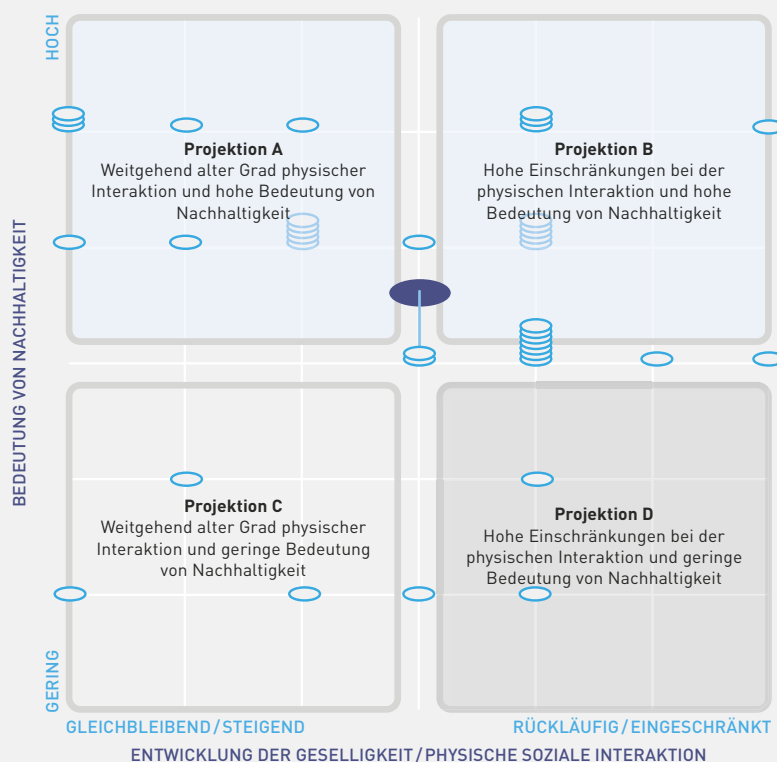 HOCH
Projektion A
Weitgehend alter Grad physischer
Interaktion und hohe Bedeutung von
Nachhaltigkeit
Projektion B
Hohe Einschränkungen bei der
physischen Interaktion und hohe
Bedeutung von Nachhaltigkeit
BEDEUTUNG VON NACHHALTIGKEIT
Projektion C
Weitgehend alter Grad physischer
Interaktion und geringe Bedeutung
von Nachhaltigkeit
Projektion D
Hohe Einschränkungen bei der
physischen Interaktion und geringe
Bedeutung von Nachhaltigkeit
GERING
GLEICHBLEIBEND/STEIGEND
RÜCKLÄUFIG/EINGESCHRÄNKT
ENTWICKLUNG DER GESELLIGKEIT/PHYSISCHE SOZIALE INTERAKTION